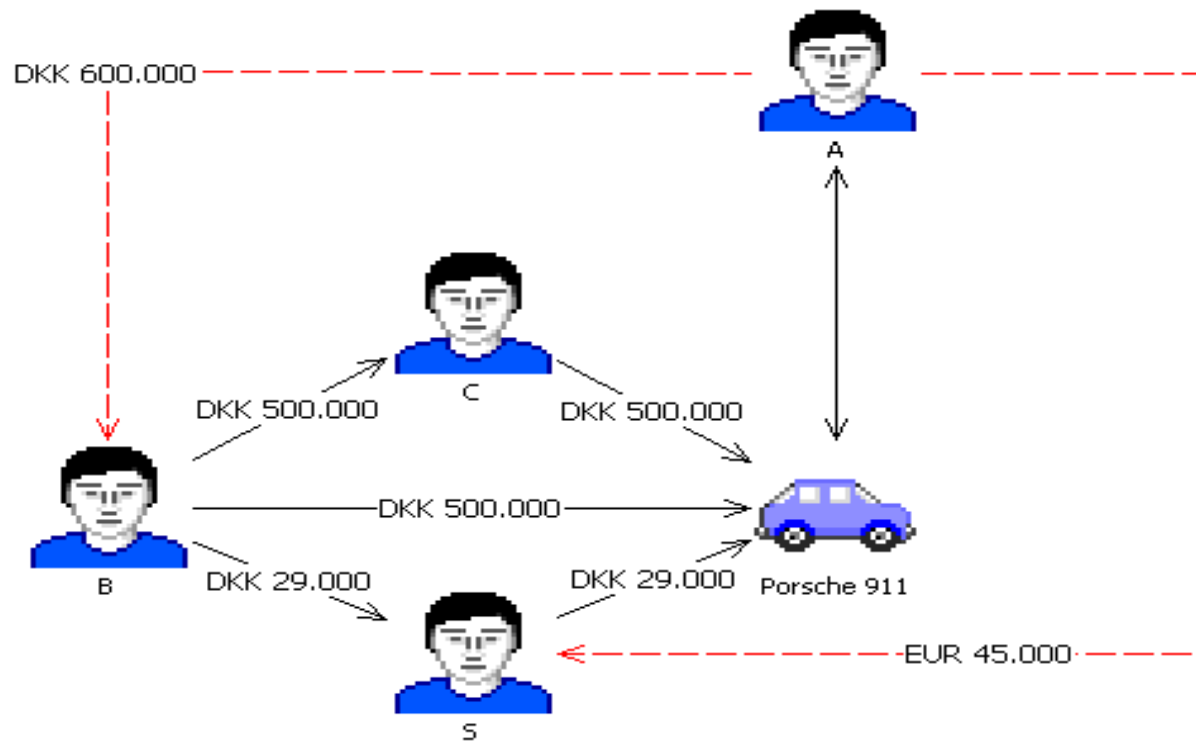 DKK 600.000
A
C
DKK 500.000
DKK 500.000
DKK 500.000
B
DKK 29.000
DKK 29.000
Porsche 911
EUR 45.000
S